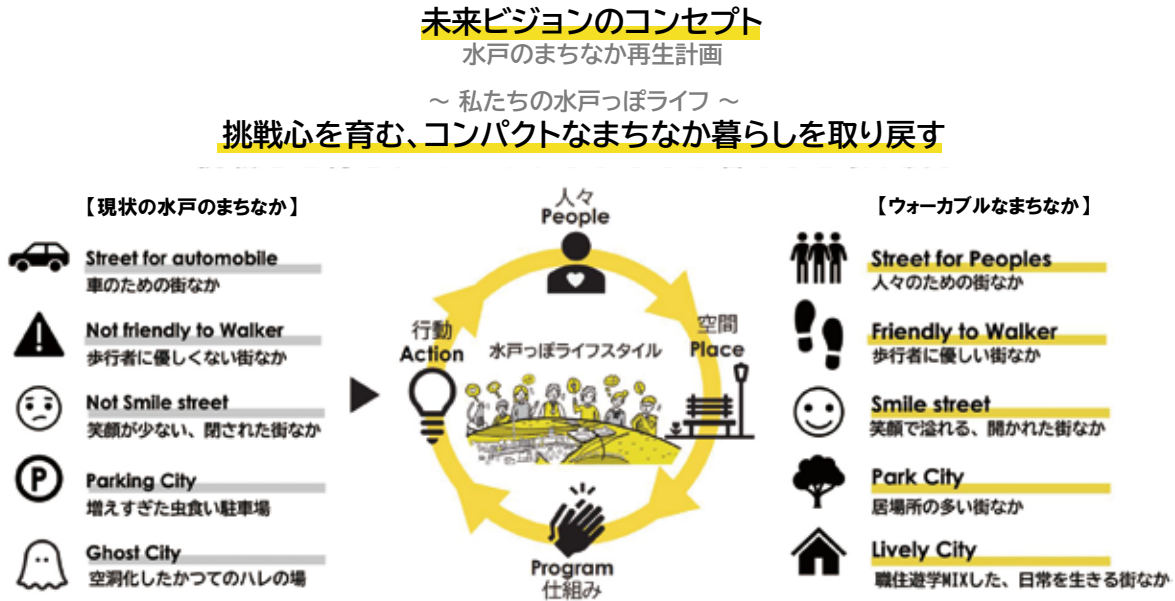 未来ビジョンのコンセプト
水戸のまちなか再生計画
～ 私たちの水戸っぽライフ ～
挑戦心を育む、コンパクトなまちなか暮らしを取り戻す
【現状の水戸のまちなか】
Street for automobile
車のための街なか
Not friendly to Walker
歩行者に優しくない街なか
Not Smile street
笑顔が少ない、閉された街なか
Parking City
増えすぎた虫食い駐車場
Ghost City
空洞化したかつてのハレの場
人々
People
行動
Action
水戸っぽライフスタイル
空間
Place
Program
仕組み
【ウォーカブルなまちなか】
Street for Peoples
人々のための街なか
Friendly to Walker
歩行者に優しい街なか
Smile street
笑顔で溢れる、開かれた街なか
Park City
居場所の多い街なか
Lively City
職住遊学MIXした、日常を生きる街なか
P